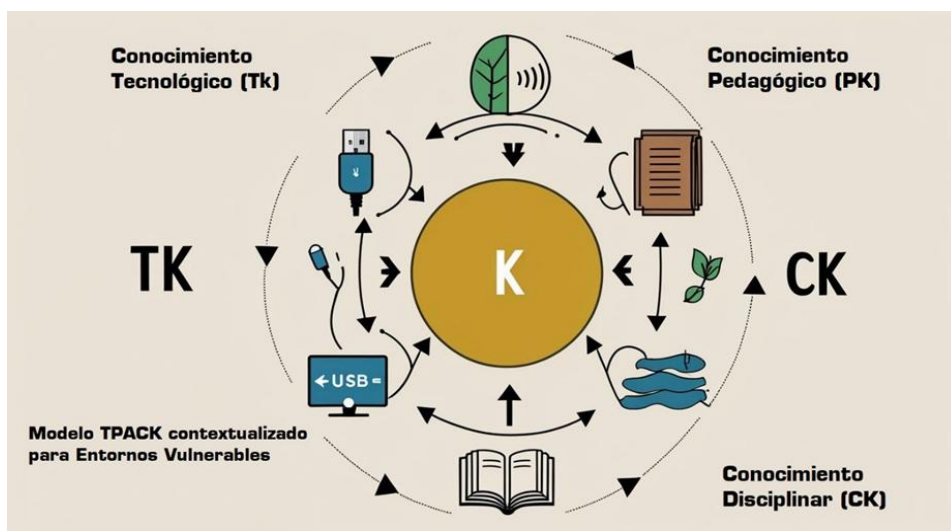 Conocimiento
Tecnológico (Tk)
Conocimiento
Pedagógico (PK)
TK
K
CK
USB
Modelo TPACK contextualizado
para Entornos Vulnerables
Conocimiento
Disciplinar (CK)